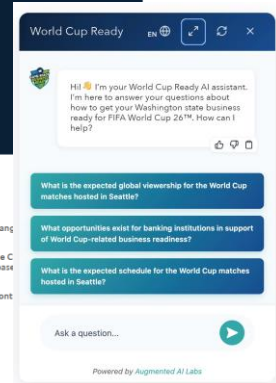 World Cup Ready
EN
Hi! 👋 I'm your World Cup Ready AI assistant.
I'm here to answer your questions about
how to get your Washington state business
ready for FIFA World Cup 26™. How can I
help?
What is the expected global viewership for the World Cup
matches hosted in Seattle?
What opportunities exist for banking institutions in support
of World Cup-related business readiness?
What is the expected schedule for the World Cup matches
hosted in Seattle?
Ask a question...
Powered by Augmented AI Labs